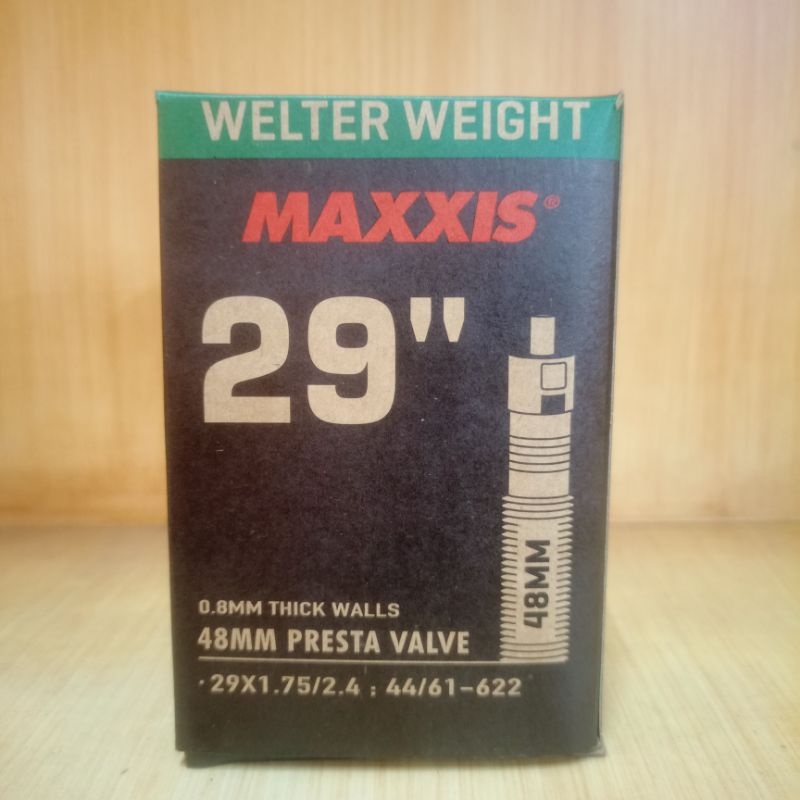 WELTER WEIGHT
MAXXIS®
29"
48MM
0.8MM THICK WALLS
48MM PRESTA VALVE
·29X1.75/2.4 ; 44/61-622